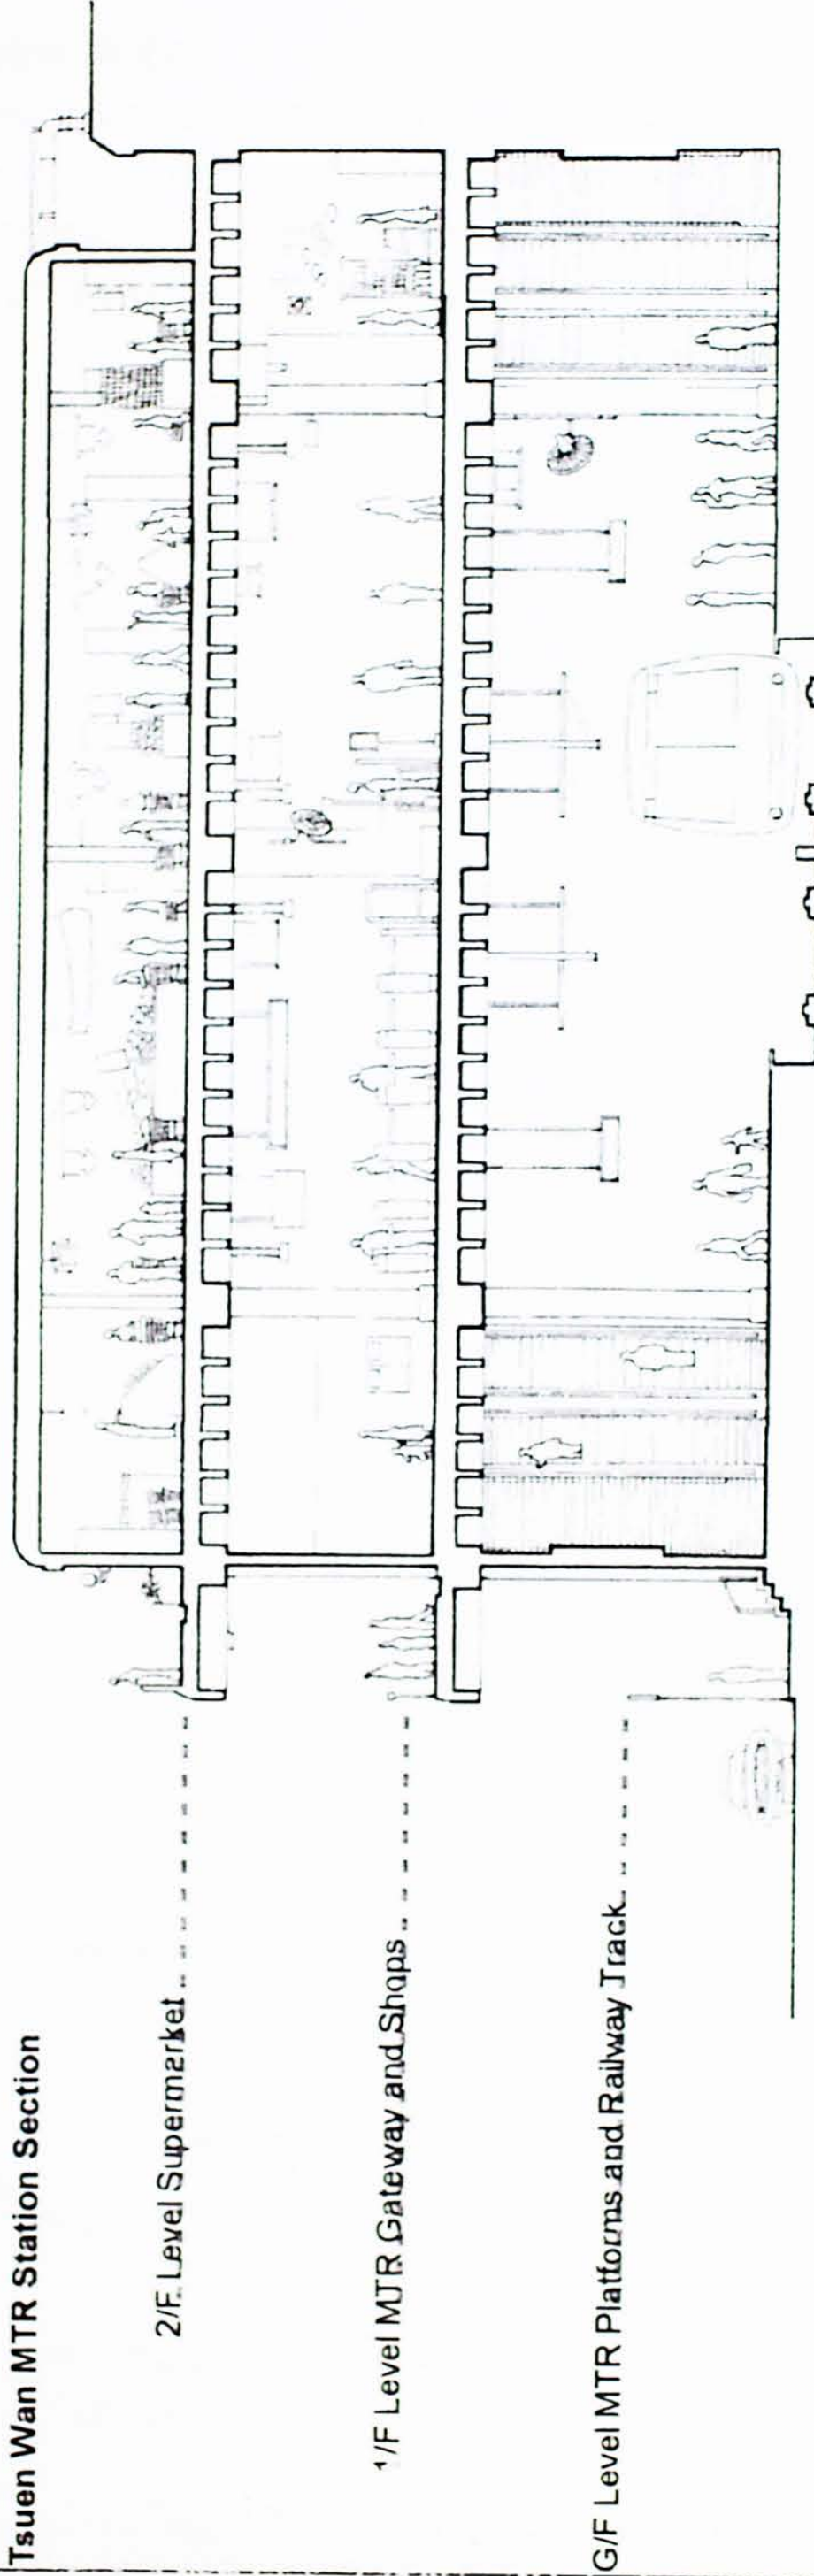 Tsuen Wan MTR Station Section
2/F Level Supermarket
1/F Level MTR Gateway and Shops
G/F Level MTR Platforms and Railway Track